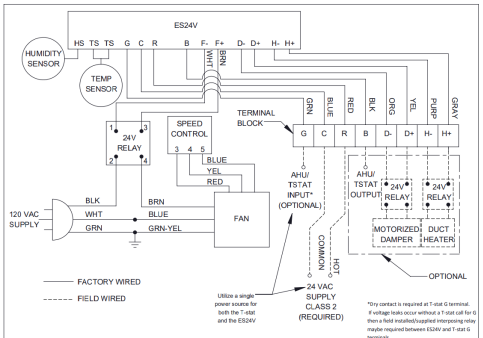 ES24V
HS TS TS G C R B F- F+ D- D+ H- H+
HUMIDITY
SENSOR
TEMP
SENSOR
WHT
BRN
GRN
BLUE
RED
BLK
ORG
YEL
PURP
GRAY
TERMINAL
BLOCK
G C R B D- D+ H- H+
1 3
24V
RELAY
2 4
SPEED
CONTROL
3 4 5
BLUE
YEL
RED
AHU/
TSTAT
INPUT*
(OPTIONAL)
AHU/
TSTAT
OUTPUT
24V
RELAY
24V
RELAY
MOTORIZED
DAMPER
DUCT
HEATER
120 VAC
SUPPLY
BLK
WHT
GRN
BRN
BLUE
GRN-YEL
FAN
COMMON
HOT
OPTIONAL
FACTORY WIRED
FIELD WIRED
Utilize a single
power source for
both the T-stat
and the ES24V
24 VAC
SUPPLY
CLASS 2
(REQUIRED)
*Dry contact is required at T-stat G terminal.
If voltage leaks occur without a T-stat call for G
then a field installed/supplied interposing relay
maybe required between ES24V and T-stat G
terminals